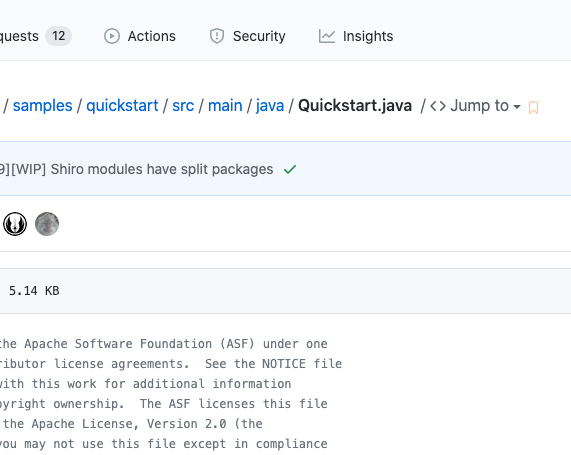 quests 12 Actions Security Insights
/ samples / quickstart / src / main / java / Quickstart.java / <> Jump to
9][WIP] Shiro modules have split packages
5.14 KB
the Apache Software Foundation (ASF) under one
ributor license agreements.  See the NOTICE file
with this work for additional information
pyright ownership.  The ASF licenses this file
the Apache License, Version 2.0 (the
you may not use this file except in compliance